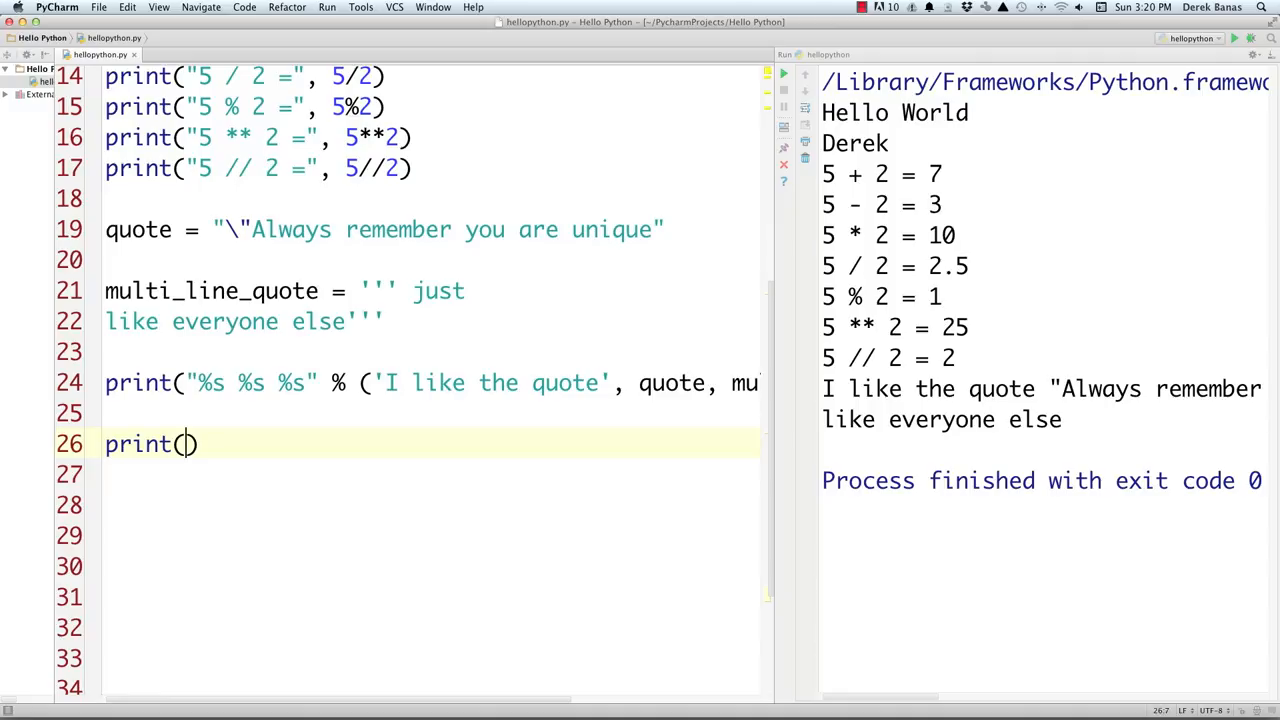 PyCharm File Edit View Navigate Code Refactor Run Tools VCS Window Help 10 Sun 3:20 PM Derek Banas
hellopython.py – Hello Python – [~/PycharmProjects/Hello Python]
Hello Python hellopython.py hellopython
hellopython.py
Run hellopython
Hello Python
hell
Extern
14 print("5 / 2 =", 5/2)
15 print("5 % 2 =", 5%2)
16 print("5 ** 2 =", 5**2)
17 print("5 // 2 =", 5//2)
18
19 quote = "\"Always remember you are unique"
20
21 multi_line_quote = ''' just
22 like everyone else'''
23
24 print("%s %s %s" % ('I like the quote', quote, mul
25
26 print()
27
28
29
30
31
32
33
34
/Library/Frameworks/Python.framewo
Hello World
Derek
5 + 2 = 7
5 - 2 = 3
5 * 2 = 10
5 / 2 = 2.5
5 % 2 = 1
5 ** 2 = 25
5 // 2 = 2
I like the quote "Always remember
like everyone else
Process finished with exit code 0
26:7 LF UTF-8